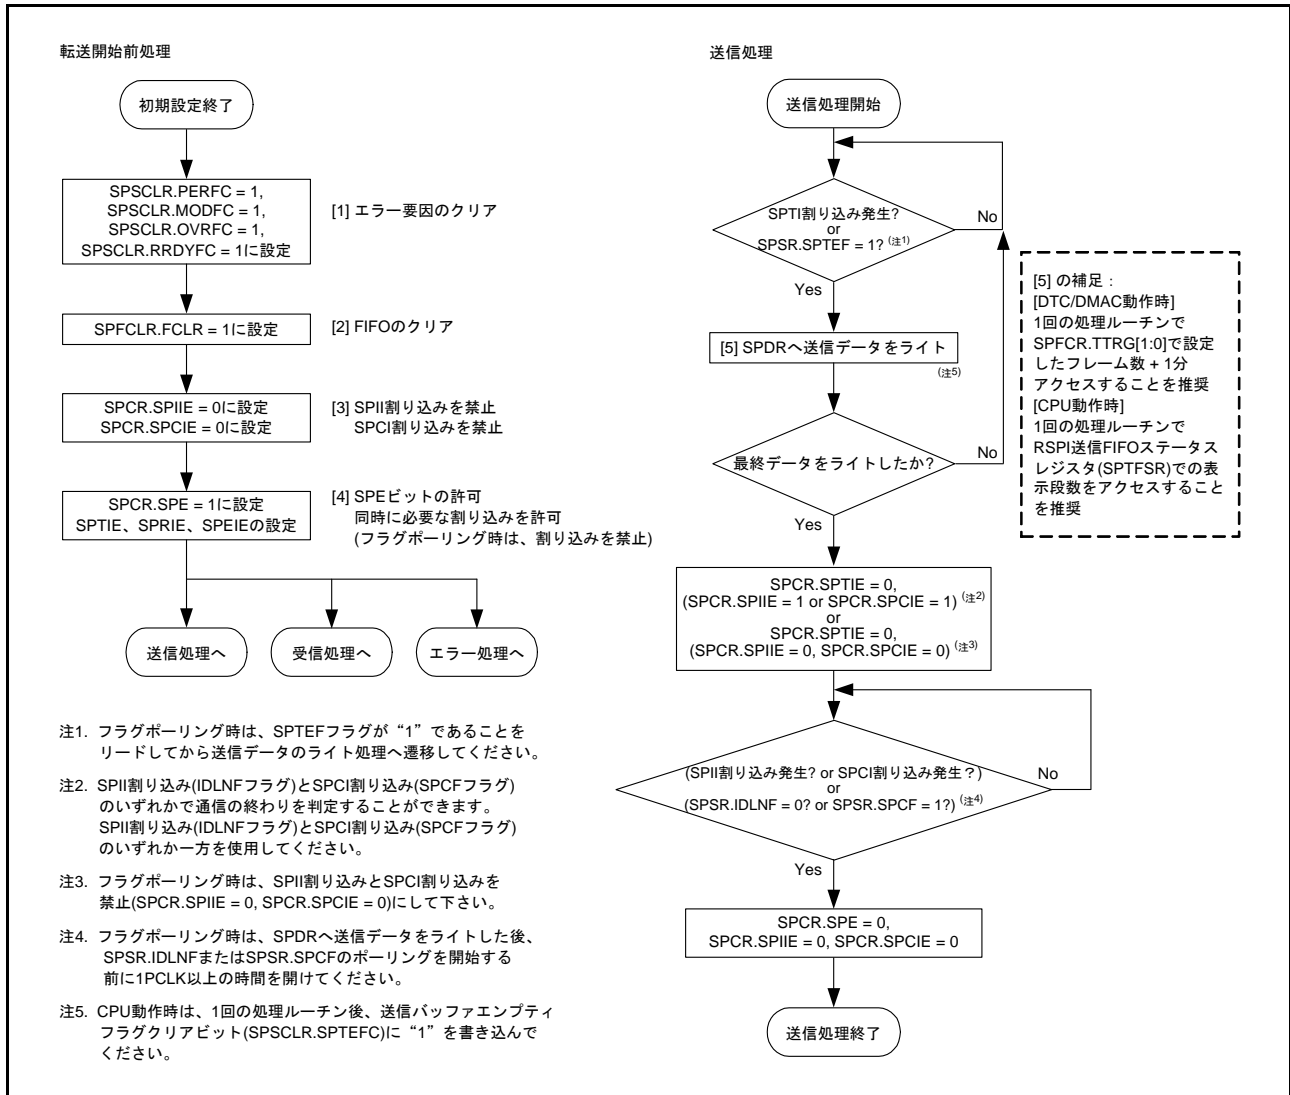 転送開始前処理
初期設定終了
SPSCLR.PERFC = 1,
SPSCLR.MODFC = 1,
SPSCLR.OVRFC = 1,
SPSCLR.RRDYFC = 1に設定
[1] エラー要因のクリア
SPFCLR.FCLR = 1に設定
[2] FIFOのクリア
SPCR.SPIIE = 0に設定
SPCR.SPCIE = 0に設定
[3] SPII割り込みを禁止
SPCI割り込みを禁止
SPCR.SPE = 1に設定
SPTIE、SPRIE、SPEIEの設定
[4] SPEビットの許可
同時に必要な割り込みを許可
(フラグポーリング時は、割り込みを禁止)
送信処理へ
受信処理へ
エラー処理へ
注1. フラグポーリング時は、SPTEFフラグが“1”であることを
リードしてから送信データのライト処理へ遷移してください。
注2. SPII割り込み(IDLNFフラグ)とSPCI割り込み(SPCFフラグ)
のいずれかで通信の終わりを判定することができます。
SPII割り込み(IDLNFフラグ)とSPCI割り込み(SPCFフラグ)
のいずれか一方を使用してください。
注3. フラグポーリング時は、SPII割り込みとSPCI割り込みを
禁止(SPCR.SPIIE = 0, SPCR.SPCIE = 0)にして下さい。
注4. フラグポーリング時は、SPDRへ送信データをライトした後、
SPSR.IDLNFまたはSPSR.SPCFのポーリングを開始する
前に1PCLK以上の時間を開けてください。
注5. CPU動作時は、1回の処理ルーチン後、送信バッファエンプティ
フラグクリアビット(SPSCLR.SPTEFC)に“1”を書き込んで
ください。
送信処理
送信処理開始
SPTI割り込み発生?
or
SPSR.SPTEF = 1? (注1)
No
Yes
[5] SPDRへ送信データをライト
(注5)
最終データをライトしたか?
No
Yes
SPCR.SPTIE = 0,
(SPCR.SPIIE = 1 or SPCR.SPCIE = 1) (注2)
or
SPCR.SPTIE = 0,
(SPCR.SPIIE = 0, SPCR.SPCIE = 0) (注3)
(SPII割り込み発生? or SPCI割り込み発生?)
or
(SPSR.IDLNF = 0? or SPSR.SPCF = 1?) (注4)
No
Yes
SPCR.SPE = 0,
SPCR.SPIIE = 0, SPCR.SPCIE = 0
送信処理終了
[5] の補足：
[DTC/DMAC動作時]
1回の処理ルーチンで
SPFCR.TTRG[1:0]で設定
したフレーム数 + 1分
アクセスすることを推奨
[CPU動作時]
1回の処理ルーチンで
RSPI送信FIFOステータス
レジスタ(SPTFSR)での表
示段数をアクセスすること
を推奨